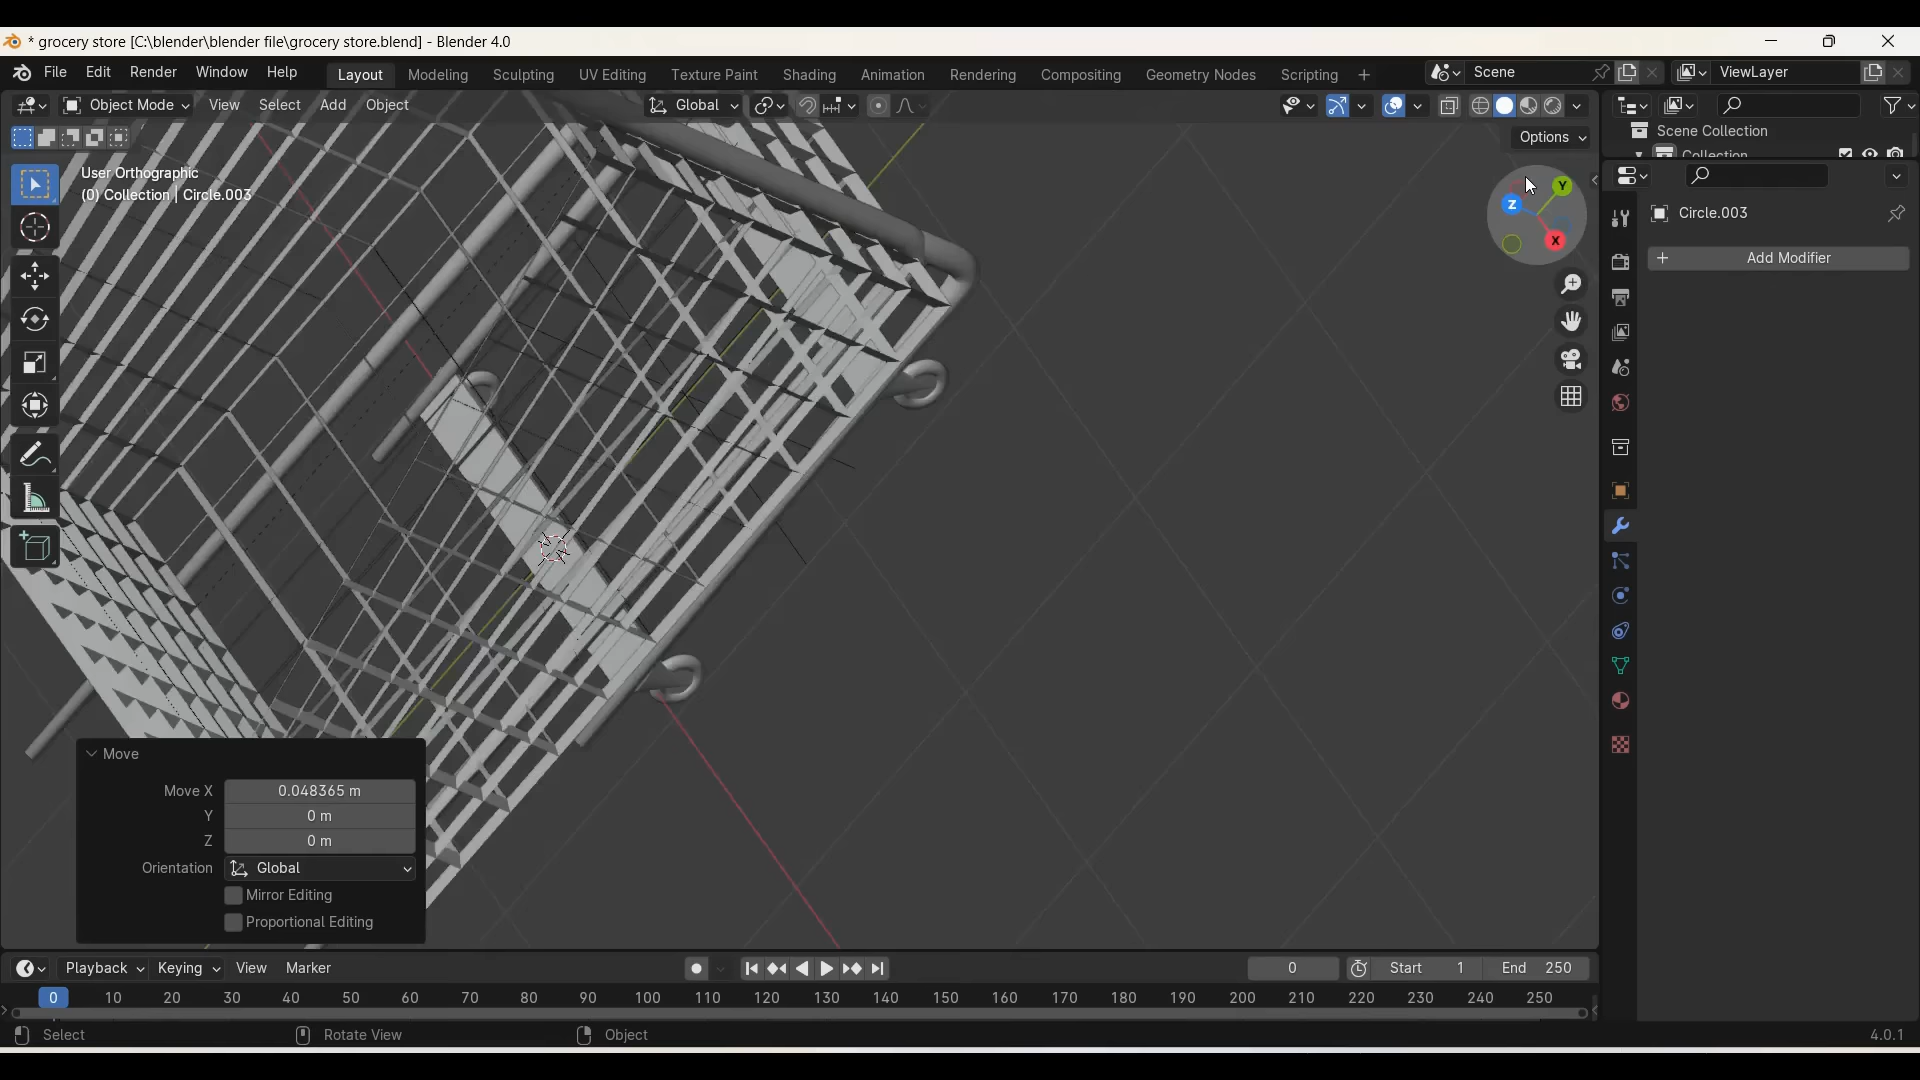 * grocery store [C:\blender\blender file\grocery store.blend] - Blender 4.0
File Edit Render Window Help Layout Modeling Sculpting UV Editing Texture Paint Shading Animation Rendering Compositing Geometry Nodes Scripting + Scene ViewLayer
Object Mode View Select Add Object Global
Scene Collection
Options
Collection
User Orthographic
(0) Collection | Circle.003
Y
Z
X
Circle.003
+ Add Modifier
Move
Move X 0.048365 m
Y 0 m
Z 0 m
Orientation Global
Mirror Editing
Proportional Editing
Playback Keying View Marker 0 Start 1 End 250
0 10 20 30 40 50 60 70 80 90 100 110 120 130 140 150 160 170 180 190 200 210 220 230 240 250
Select Rotate View Object 4.0.1